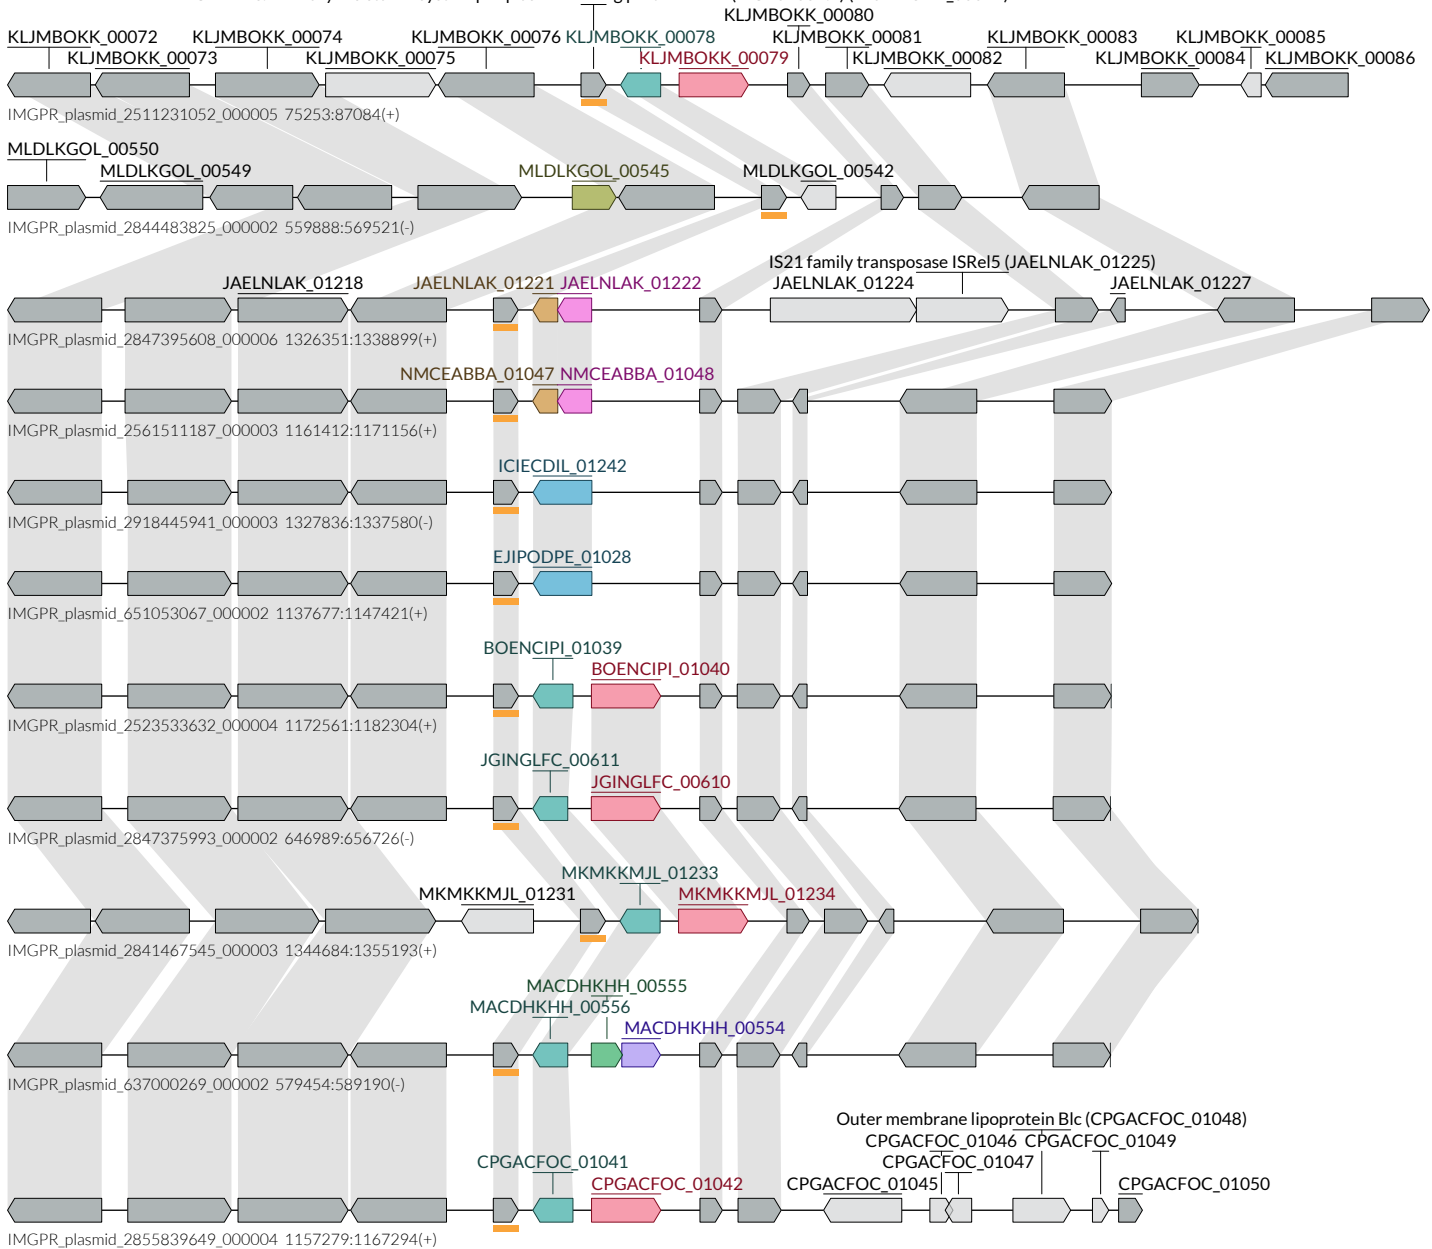 KLJMBOKK_00080
KLJMBOKK_00072 KLJMBOKK_00074 KLJMBOKK_00076 KLJMBOKK_00078 KLJMBOKK_00081 KLJMBOKK_00083 KLJMBOKK_00085
KLJMBOKK_00073 KLJMBOKK_00075 KLJMBOKK_00079 KLJMBOKK_00082 KLJMBOKK_00084 KLJMBOKK_00086
IMGPR_plasmid_2511231052_000005 75253:87084(+)
MLDLKGOL_00550
MLDLKGOL_00549 MLDLKGOL_00545 MLDLKGOL_00542
IMGPR_plasmid_2844483825_000002 559888:569521(-)
IS21 family transposase ISRel5 (JAELNLAK_01225)
JAELNLAK_01218 JAELNLAK_01221 JAELNLAK_01222 JAELNLAK_01224 JAELNLAK_01227
IMGPR_plasmid_2847395608_000006 1326351:1338899(+)
NMCEABBA_01047 NMCEABBA_01048
IMGPR_plasmid_2561511187_000003 1161412:1171156(+)
ICIECDIL_01242
IMGPR_plasmid_2918445941_000003 1327836:1337580(-)
EJIPODPE_01028
IMGPR_plasmid_651053067_000002 1137677:1147421(+)
BOENCIPI_01039
BOENCIPI_01040
IMGPR_plasmid_2523533632_000004 1172561:1182304(+)
JGINGLFC_00611
JGINGLFC_00610
IMGPR_plasmid_2847375993_000002 646989:656726(-)
MKMKKMJL_01233
MKMKKMJL_01231 MKMKKMJL_01234
IMGPR_plasmid_2841467545_000003 1344684:1355193(+)
MACDHKHH_00555
MACDHKHH_00556
MACDHKHH_00554
IMGPR_plasmid_637000269_000002 579454:589190(-)
Outer membrane lipoprotein Blc (CPGACFOC_01048)
CPGACFOC_01046 CPGACFOC_01049
CPGACFOC_01041 CPGACFOC_01047
CPGACFOC_01042 CPGACFOC_01045 CPGACFOC_01050
IMGPR_plasmid_2855839649_000004 1157279:1167294(+)